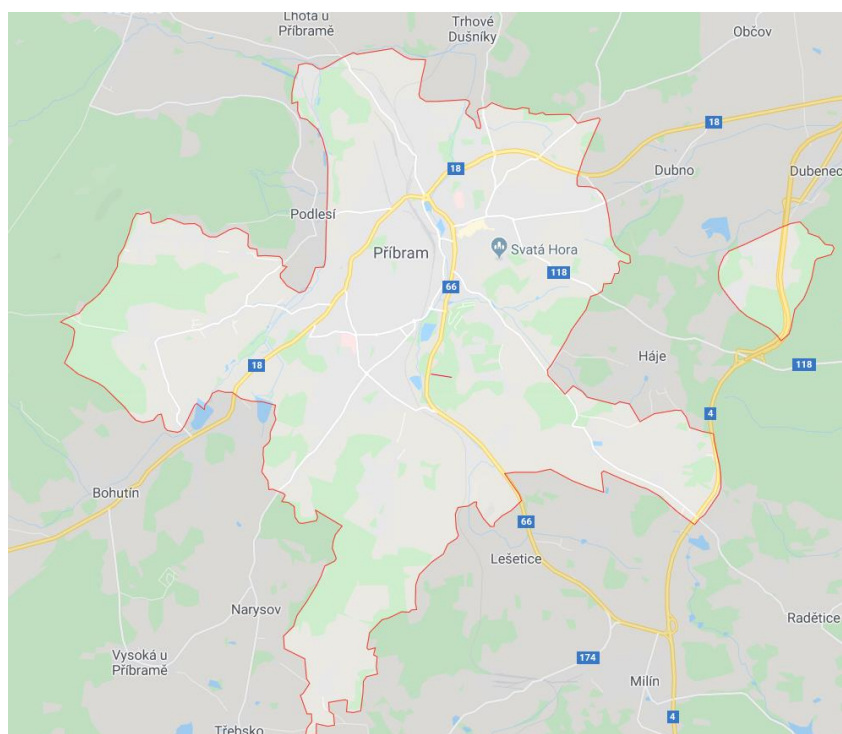 Lhota u
Příbramě
Trhové
Dušníky
Občov
18
18
Dubno
Dubenec
Podlesí
Příbram
Svatá Hora
118
66
Háje
118
18
4
Bohutín
66
Lešetice
Narysov
Radětice
Vysoká u
Příbramě
174
Milín
4
Třebsko